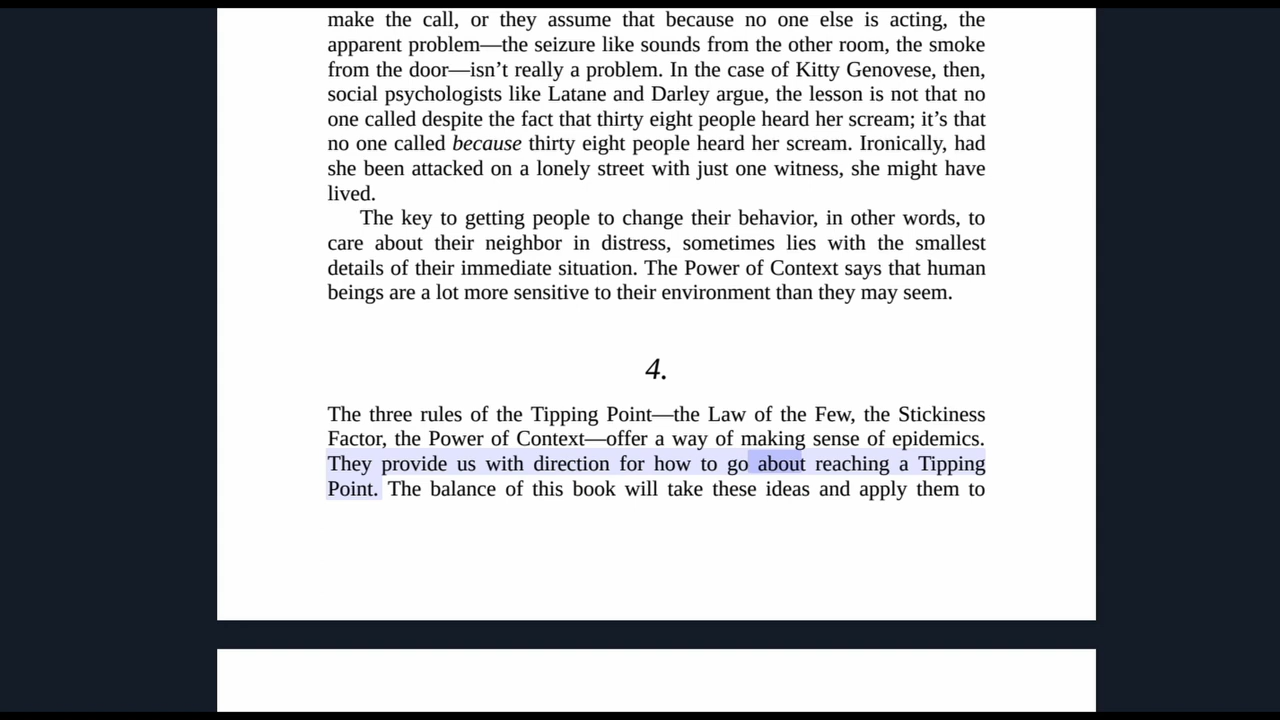 make the call, or they assume that because no one else is acting, the
apparent problem—the seizure like sounds from the other room, the smoke
from the door—isn’t really a problem. In the case of Kitty Genovese, then,
social psychologists like Latane and Darley argue, the lesson is not that no
one called despite the fact that thirty eight people heard her scream; it’s that
no one called because thirty eight people heard her scream. Ironically, had
she been attacked on a lonely street with just one witness, she might have
lived.
The key to getting people to change their behavior, in other words, to
care about their neighbor in distress, sometimes lies with the smallest
details of their immediate situation. The Power of Context says that human
beings are a lot more sensitive to their environment than they may seem.
4.
The three rules of the Tipping Point—the Law of the Few, the Stickiness
Factor, the Power of Context—offer a way of making sense of epidemics.
They provide us with direction for how to go about reaching a Tipping
Point. The balance of this book will take these ideas and apply them to